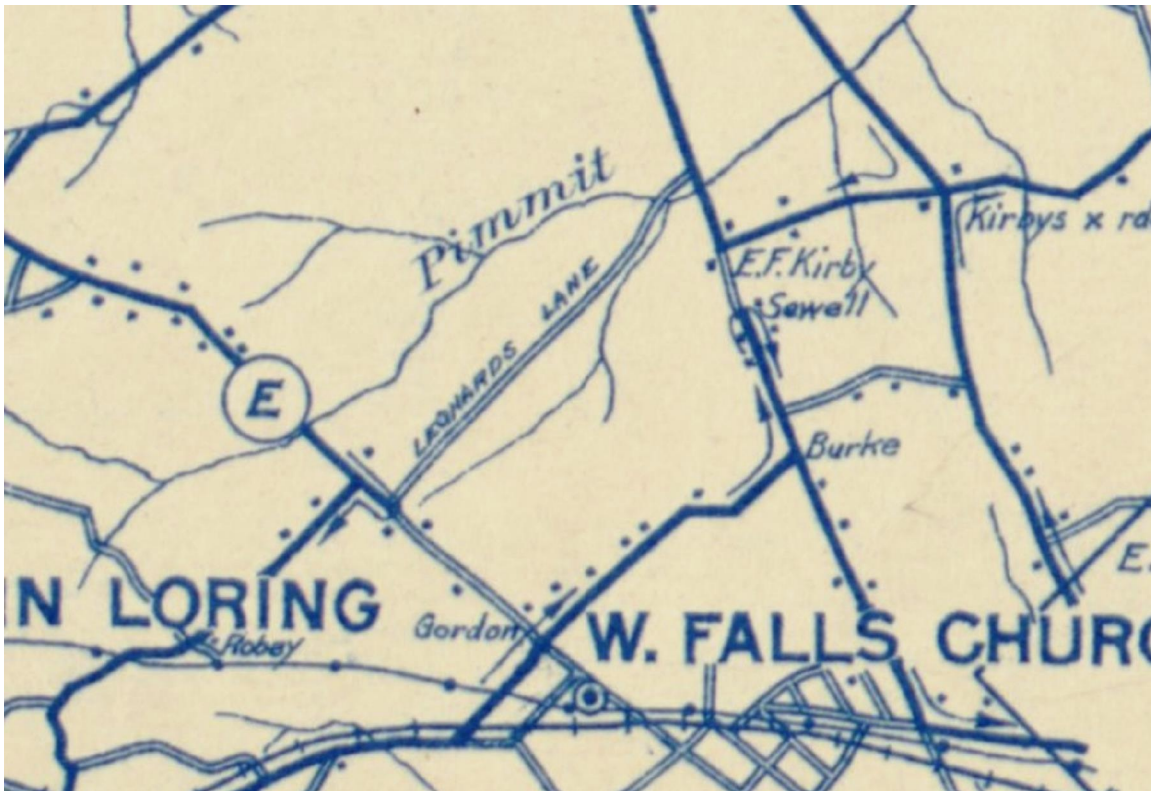 Pimmit
Kirbys x rd
E.F. Kirby
Sewell
LEONARDS LANE
E
Burke
E.
IN LORING
Gordon
W. FALLS CHURC
Robey